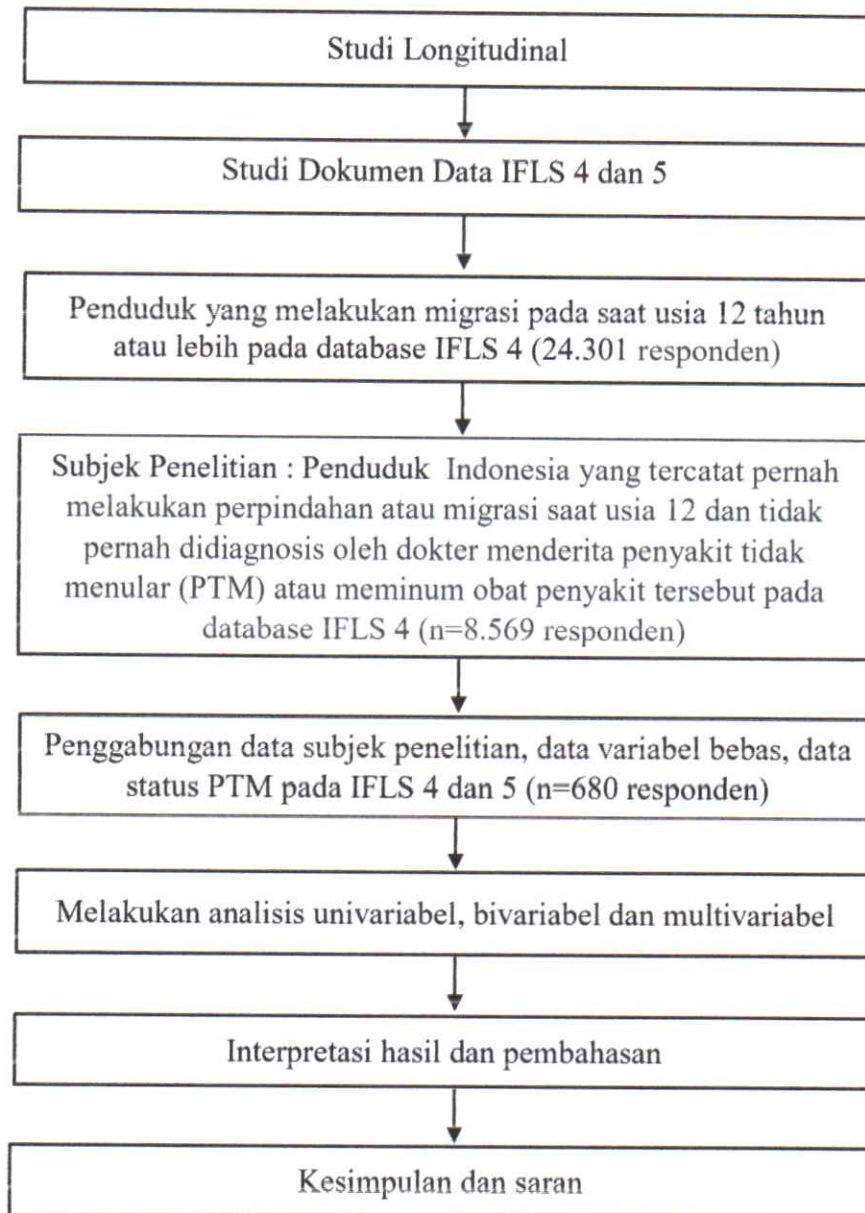 Studi Longitudinal
Studi Dokumen Data IFLS 4 dan 5
Penduduk yang melakukan migrasi pada saat usia 12 tahun
atau lebih pada database IFLS 4 (24.301 responden)
Subjek Penelitian : Penduduk Indonesia yang tercatat pernah
melakukan perpindahan atau migrasi saat usia 12 dan tidak
pernah didiagnosis oleh dokter menderita penyakit tidak
menular (PTM) atau meminum obat penyakit tersebut pada
database IFLS 4 (n=8.569 responden)
Penggabungan data subjek penelitian, data variabel bebas, data
status PTM pada IFLS 4 dan 5 (n=680 responden)
Melakukan analisis univariabel, bivariabel dan multivariabel
Interpretasi hasil dan pembahasan
Kesimpulan dan saran